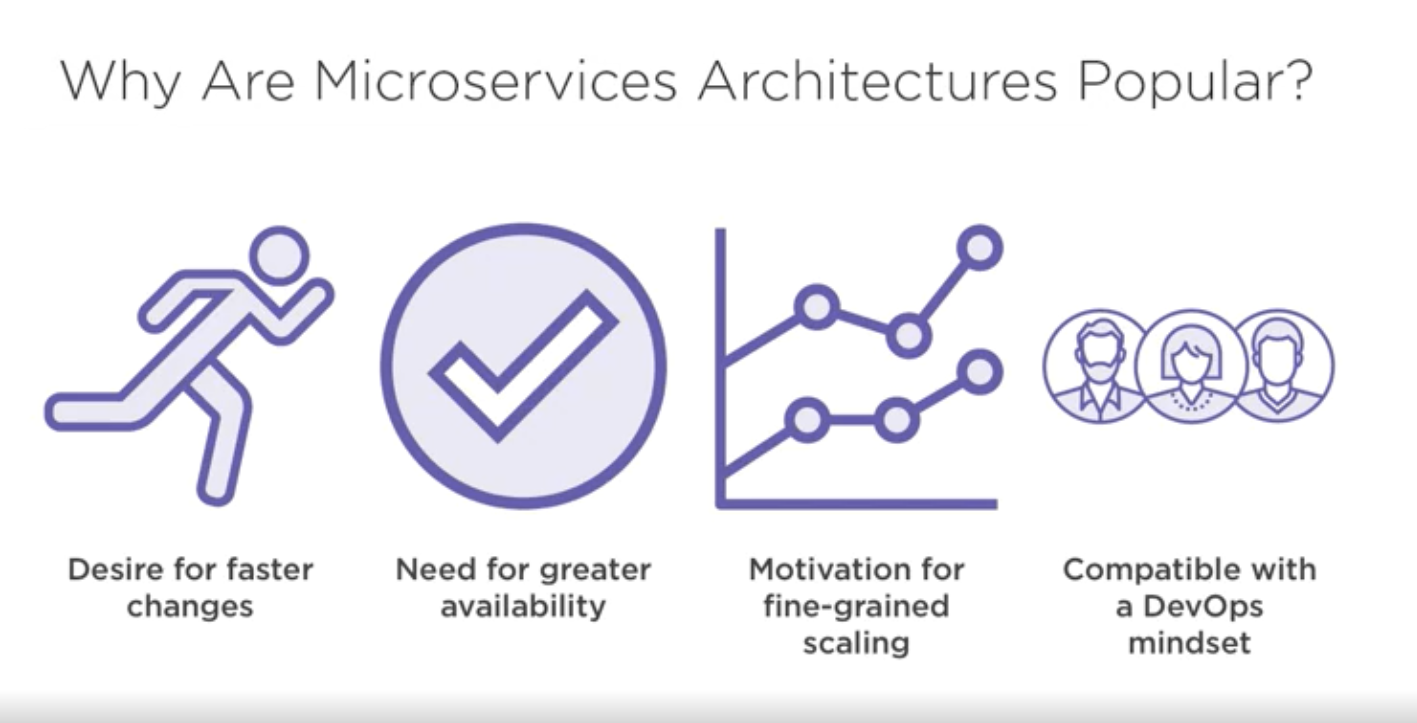 Why Are Microservices Architectures Popular?
Desire for faster
changes
Need for greater
availability
Motivation for
fine-grained
scaling
Compatible with
a DevOps
mindset